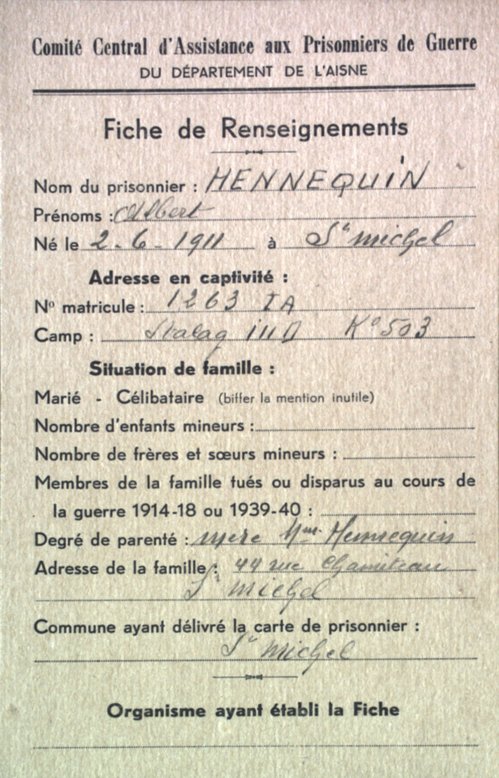 Comité Central d'Assistance aux Prisonniers de Guerre
DU DÉPARTEMENT DE L'AISNE
Fiche de Renseignements
Nom du prisonnier : HENNEQUIN
Prénoms : Albert
Né le 2-6-1911 à St michel
Adresse en captivité :
No matricule : 1263 IA
Camp : Stalag III D Ko 503
Situation de famille :
Marié - Célibataire (biffer la mention inutile)
Nombre d'enfants mineurs :
Nombre de frères et sœurs mineurs :
Membres de la famille tués ou disparus au cours de
la guerre 1914-18 ou 1939-40 :
Degré de parenté : mère Mme Hennequin
Adresse de la famille : 44 rue
St michel
Commune ayant délivré la carte de prisonnier :
St michel
Organisme ayant établi la Fiche